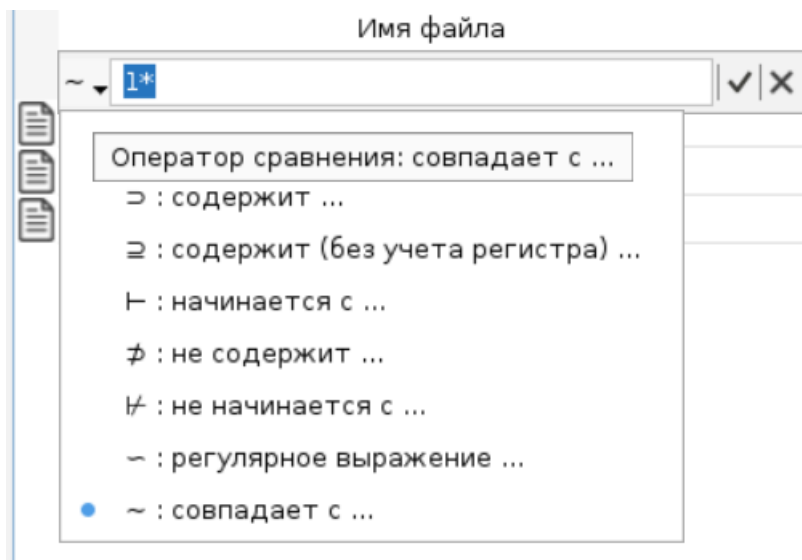 Имя файла
~ 1*
Оператор сравнения: совпадает с ...
⊃ : содержит ...
⊇ : содержит (без учета регистра) ...
⊢ : начинается с ...
⊅ : не содержит ...
⊬ : не начинается с ...
∽ : регулярное выражение ...
~ : совпадает с ...